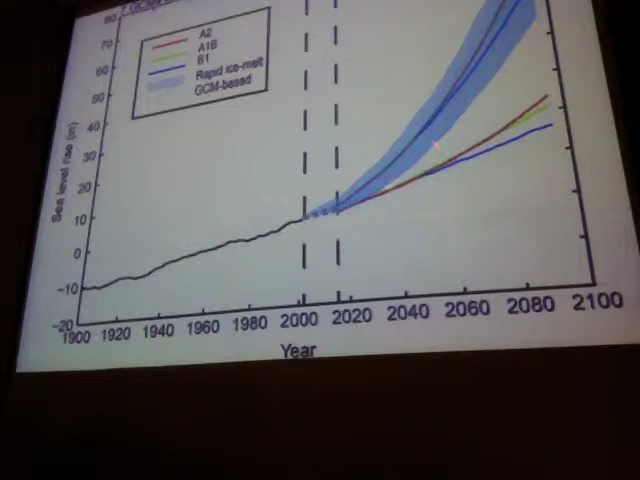 80
70
60
50
40
30
20
10
0
-10
-20
Sea level rise (in)
A2
A1B
B1
Rapid ice-melt
GCM-based
1900 1920 1940 1960 1980 2000 2020 2040 2060 2080 2100
Year